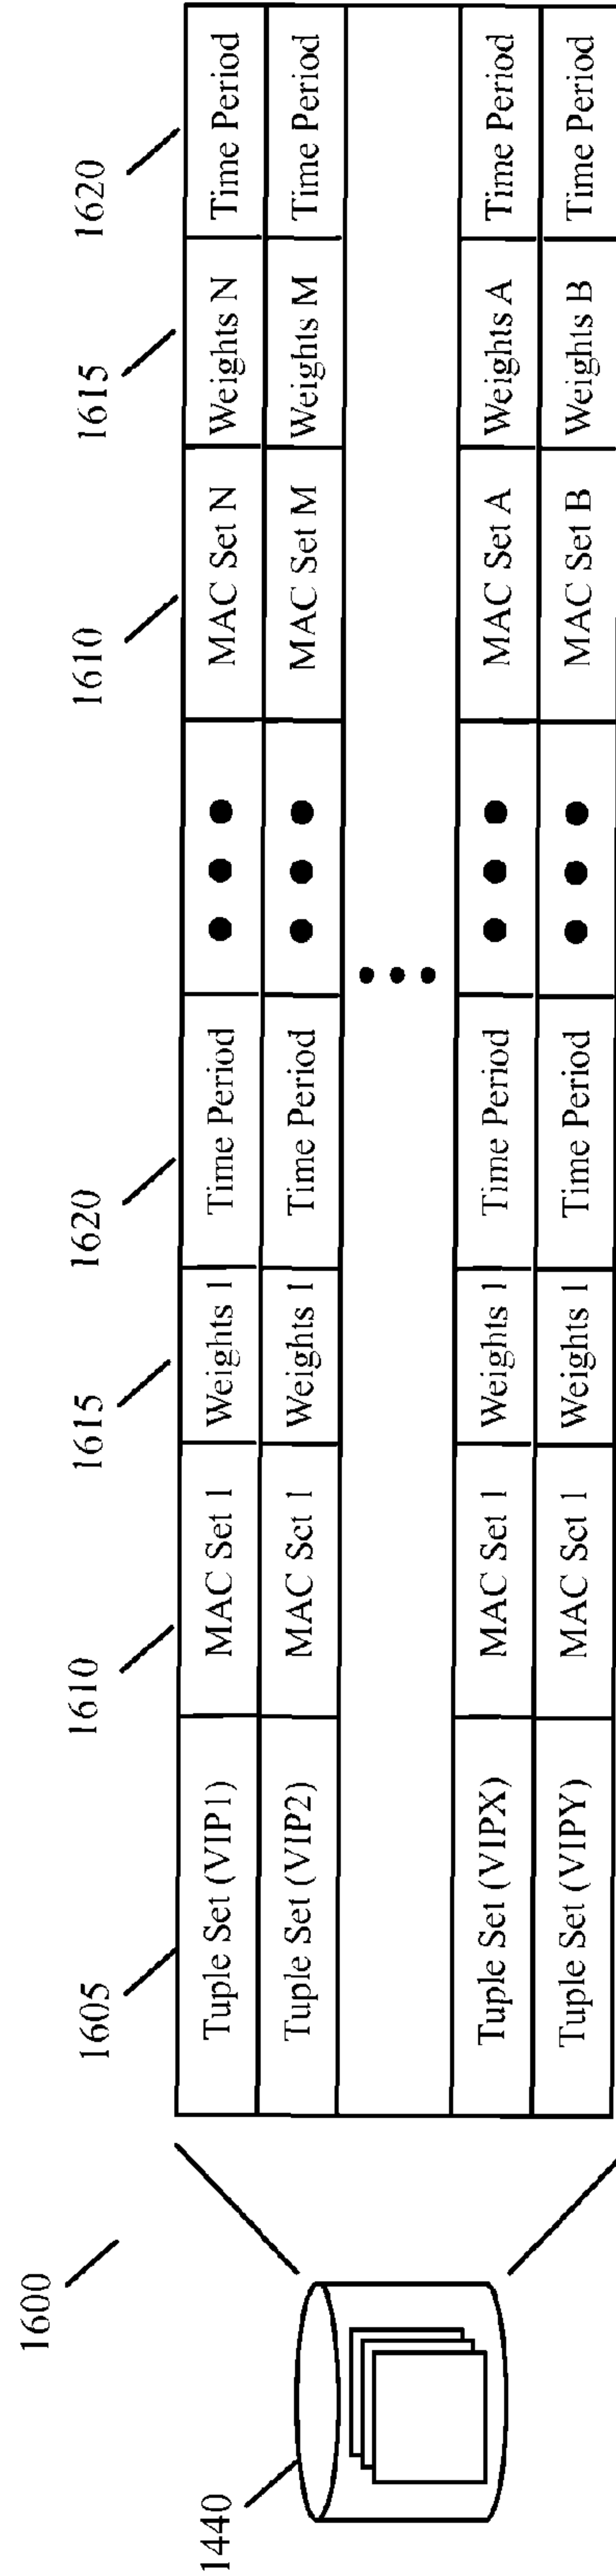 1600
1440
1605 1610 1615 1620 1610 1615 1620
Tuple Set (VIP1) MAC Set 1 Weights 1 Time Period MAC Set N Weights N Time Period
Tuple Set (VIP2) MAC Set 1 Weights 1 Time Period MAC Set M Weights M Time Period
Tuple Set (VIPX) MAC Set 1 Weights 1 Time Period MAC Set A Weights A Time Period
Tuple Set (VIPY) MAC Set 1 Weights 1 Time Period MAC Set B Weights B Time Period